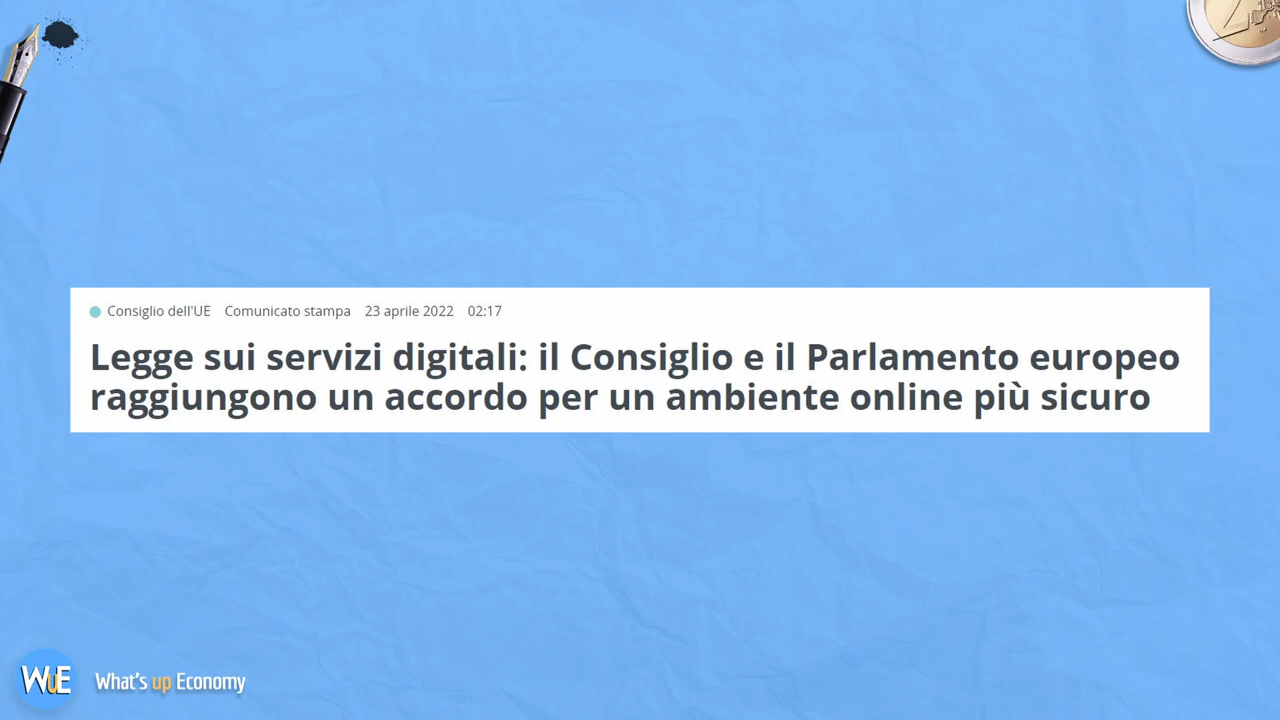 Consiglio dell'UE Comunicato stampa 23 aprile 2022 02:17
Legge sui servizi digitali: il Consiglio e il Parlamento europeo
raggiungono un accordo per un ambiente online più sicuro
WuE What's up Economy
2